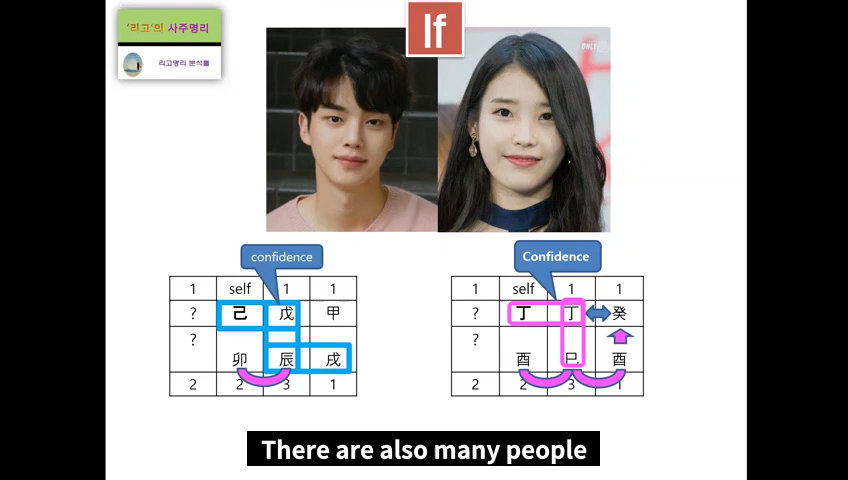 '리고'의 사주명리
리고명리 분석툴
If
confidence
1 self 1 1
? 己 戊 甲
? 卯 辰 戌
2 2 3 1
Confidence
1 self 1 1
? 丁 丁 癸
? 酉 巳 酉
2 2 3 1
There are also many people